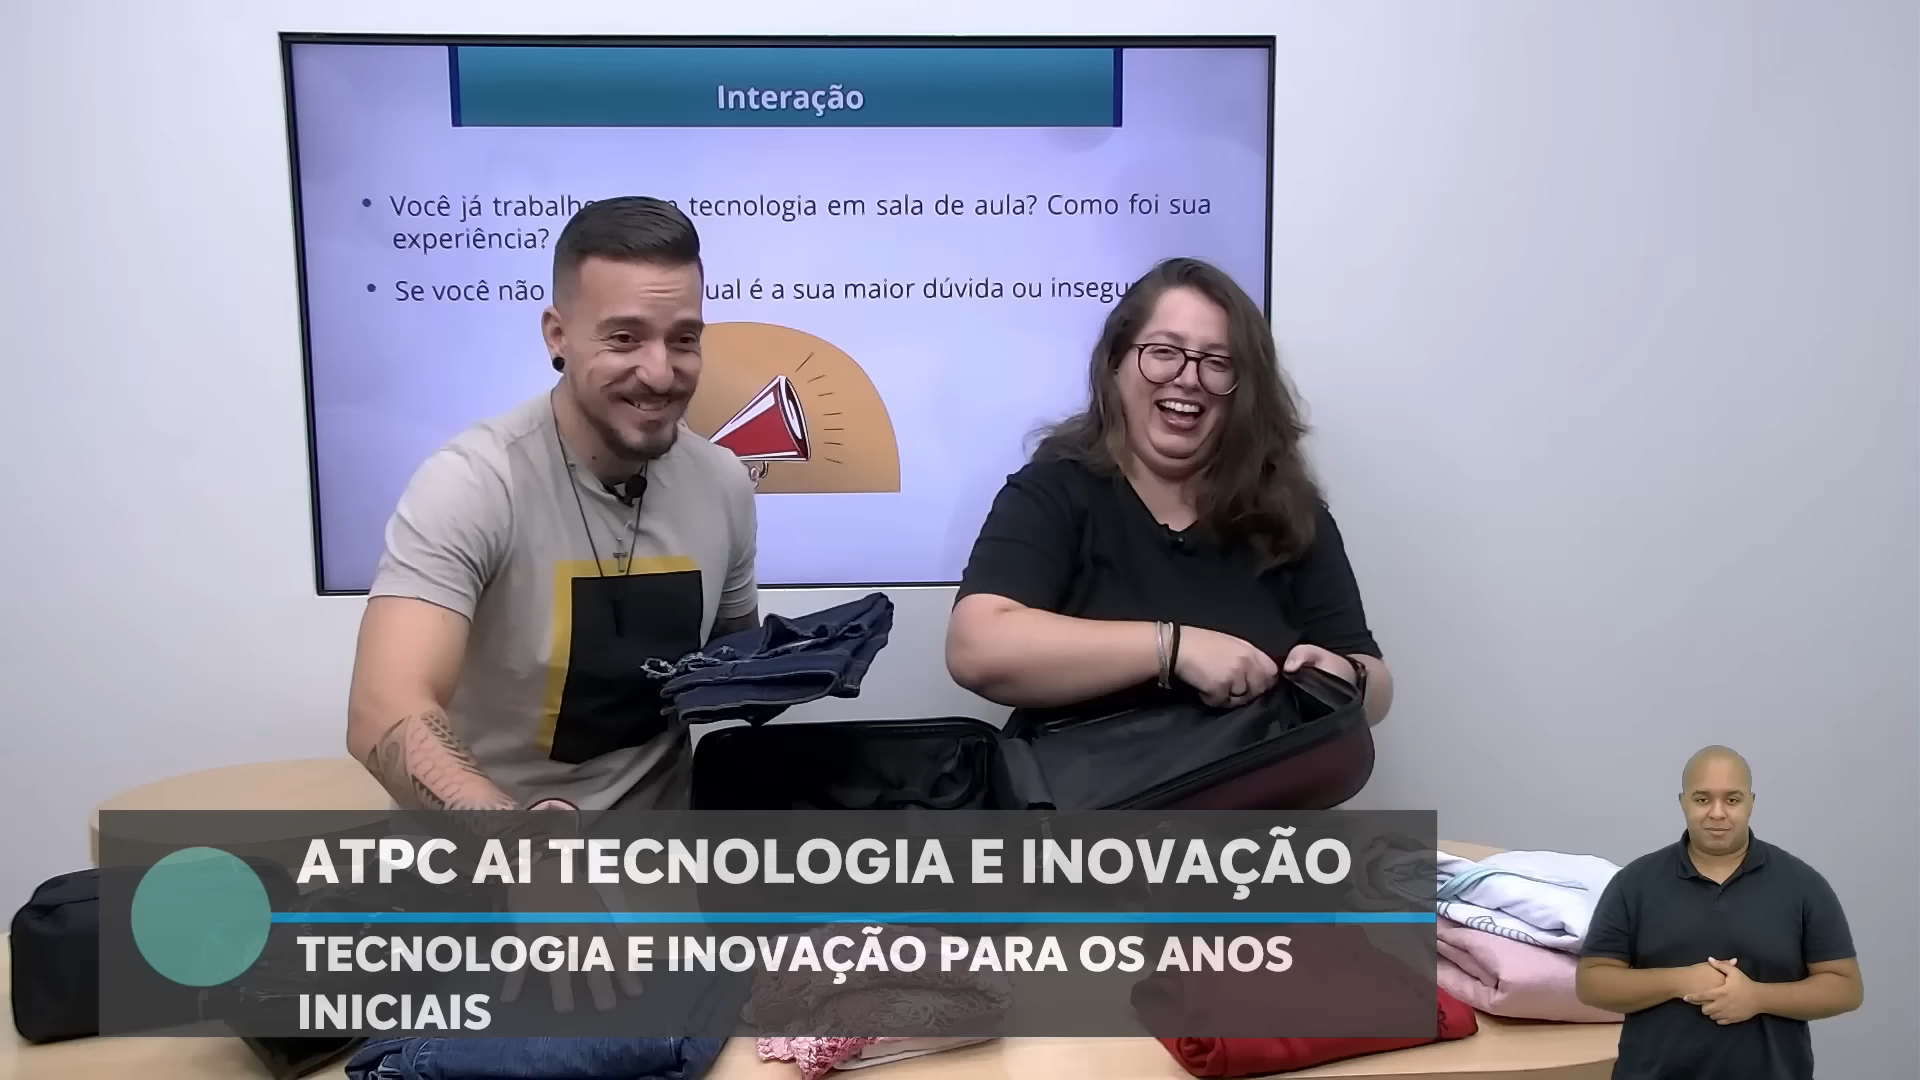 Interação
• Você já trabalho tecnologia em sala de aula? Como foi sua
experiência?
• Se você não ual é a sua maior dúvida ou insegu
ATPC AI TECNOLOGIA E INOVAÇÃO
TECNOLOGIA E INOVAÇÃO PARA OS ANOS
INICIAIS